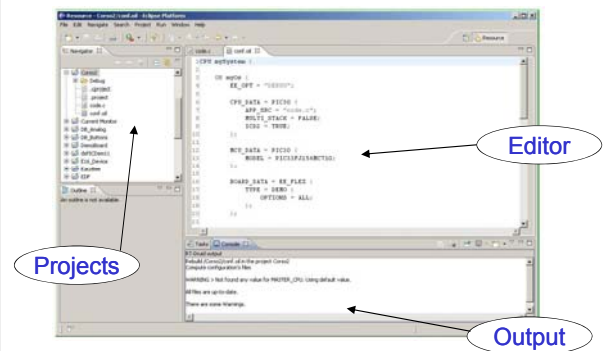 Resource - Corso2/conf.oil - Eclipse Platform
File Edit Navigate Search Project Run Window Help
Resource
Navigator
code.c
conf.oil
Corso2
Debug
.cproject
.project
code.c
conf.oil
Current Monitor
DB_Analog
DB_Buttons
DemoBoard
EDF
Outline
An outline is not available.
1 CPU mySystem {
OS myOs {
EE_OPT = "DEBUG";
CPU_DATA = PIC30 {
APP_SRC = "code.c";
MULTI_STACK = FALSE;
ICD2 = TRUE;
};
MCU_DATA = PIC30 {
MODEL = PIC33FJ256MC710;
};
BOARD_DATA = EE_FLEX {
TYPE = DEMO {
OPTIONS = ALL;
};
};
Editor
Projects
Tasks Console
RT-Druid output
Rebuild /Corso2/conf.oil in the project Corso2
Compute configuration's files
WARNING > Not found any value for MASTER_CPU. Using default value.
All files are up-to-date.
There are some Warnings.
Output